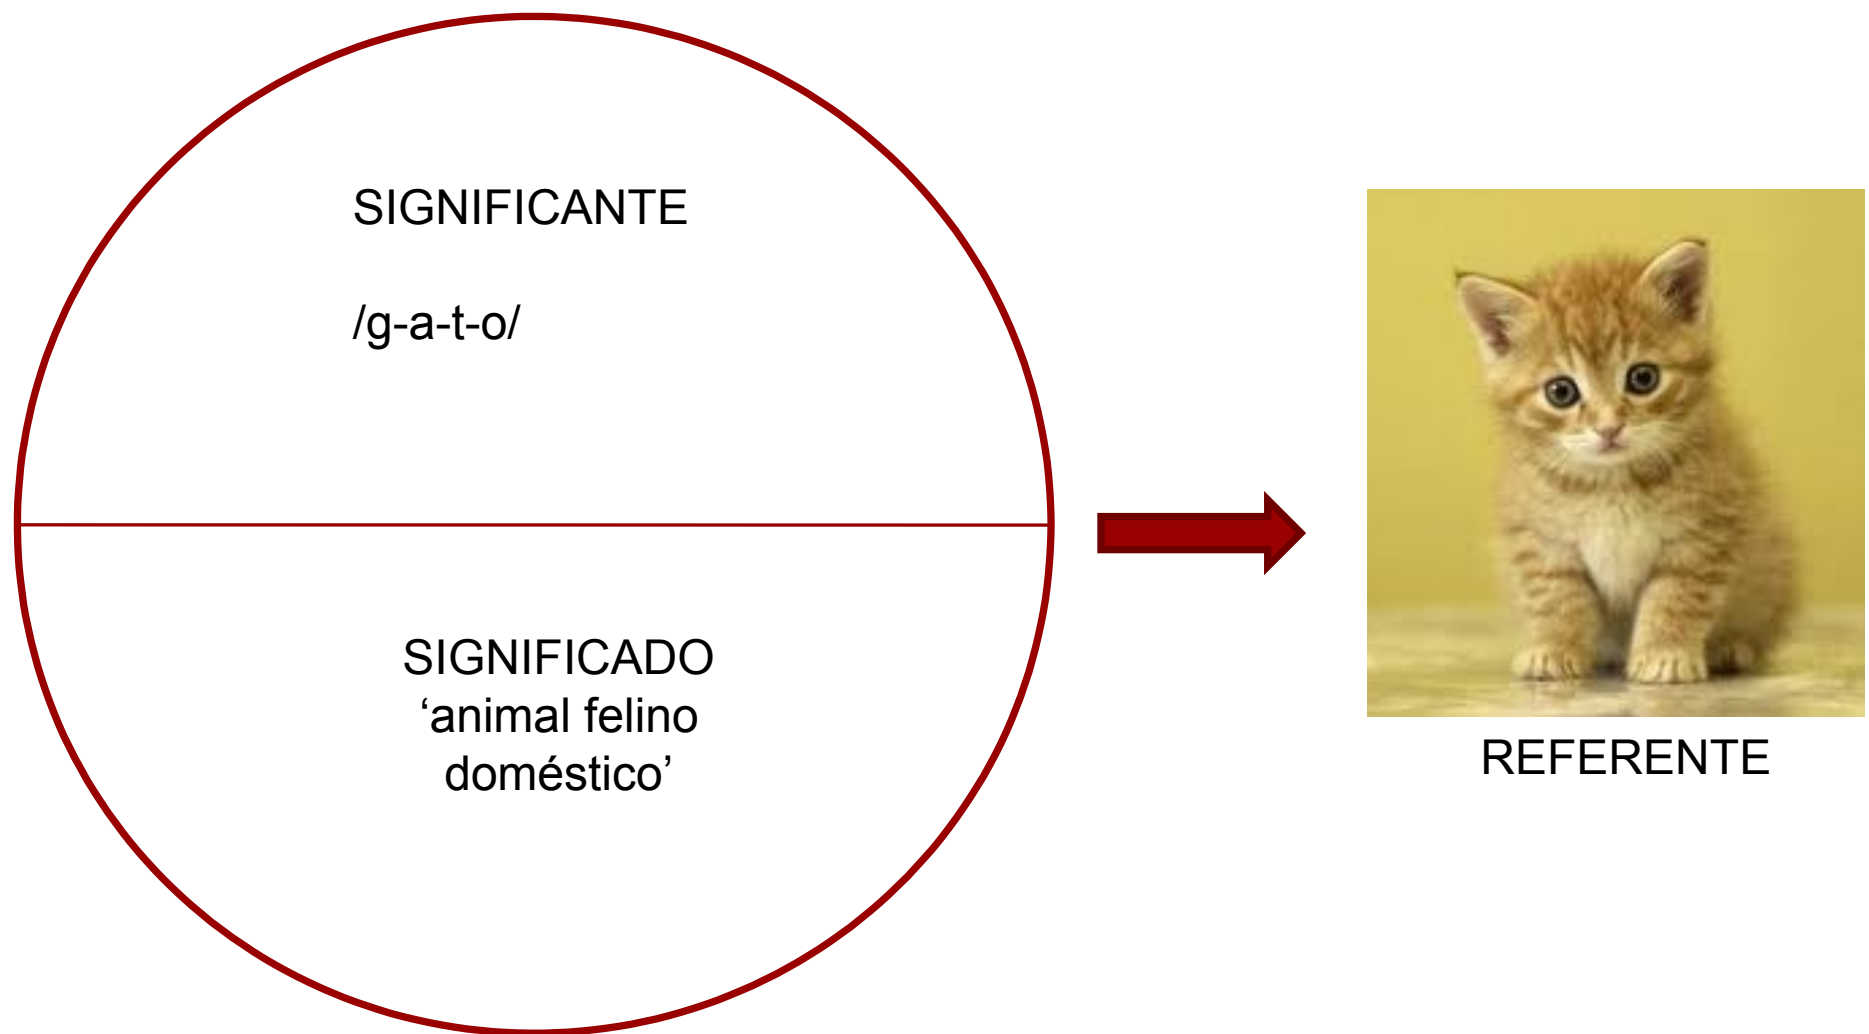 SIGNIFICANTE
/g-a-t-o/
SIGNIFICADO
‘animal felino
doméstico’
REFERENTE